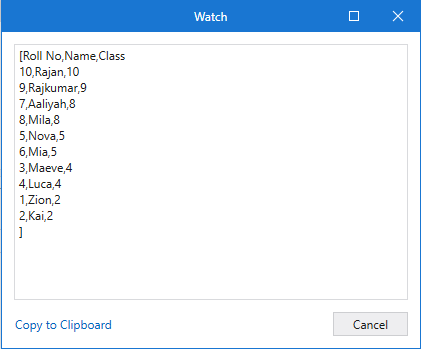 Watch
[Roll No,Name,Class
10,Rajan,10
9,Rajkumar,9
7,Aaliyah,8
8,Mila,8
5,Nova,5
6,Mia,5
3,Maeve,4
4,Luca,4
1,Zion,2
2,Kai,2
]
Copy to Clipboard
Cancel